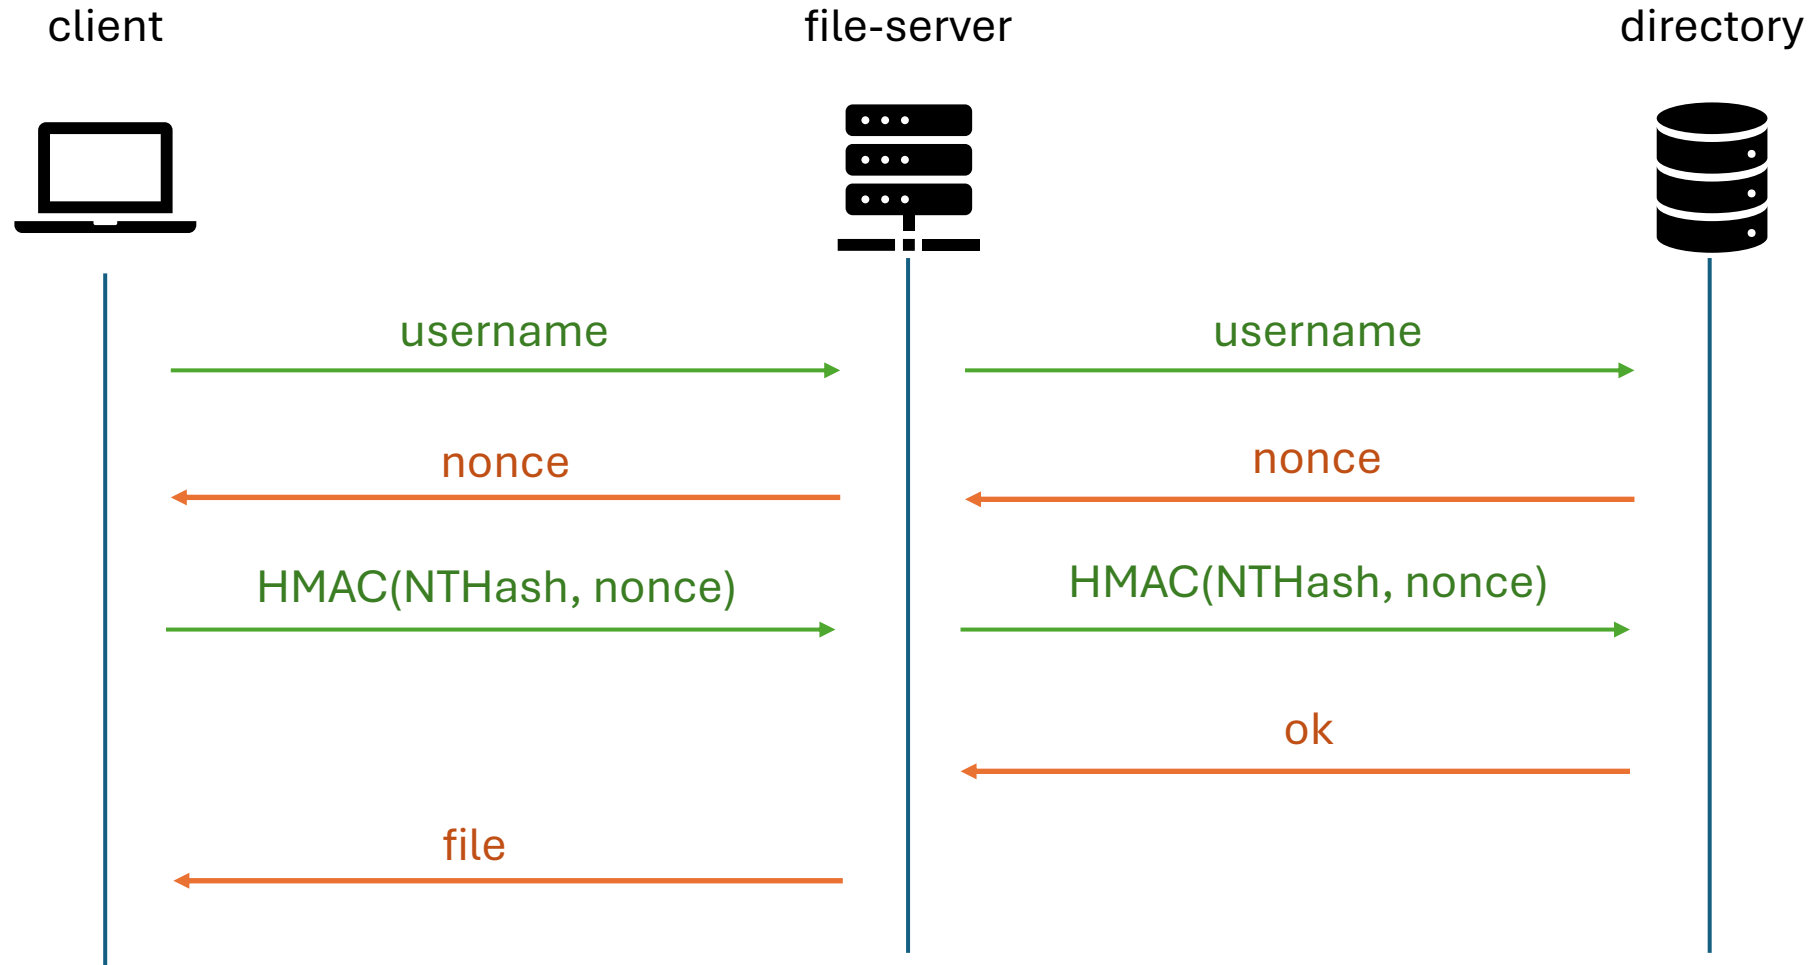 client
file-server
directory
username
username
nonce
nonce
HMAC(NTHash, nonce)
HMAC(NTHash, nonce)
ok
file